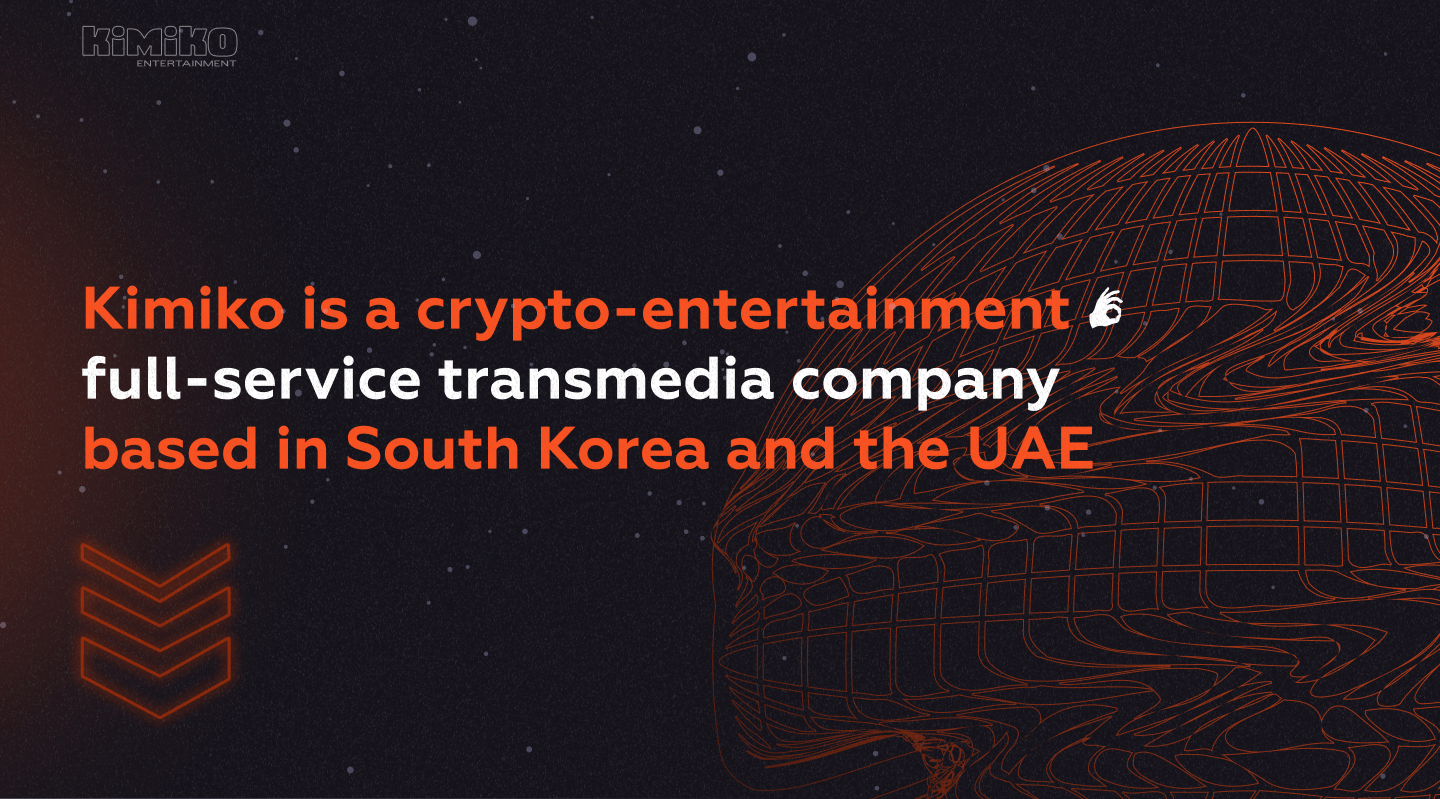 KiMiKO
ENTERTAINMENT
Kimiko is a crypto-entertainment 👌
full-service transmedia company
based in South Korea and the UAE